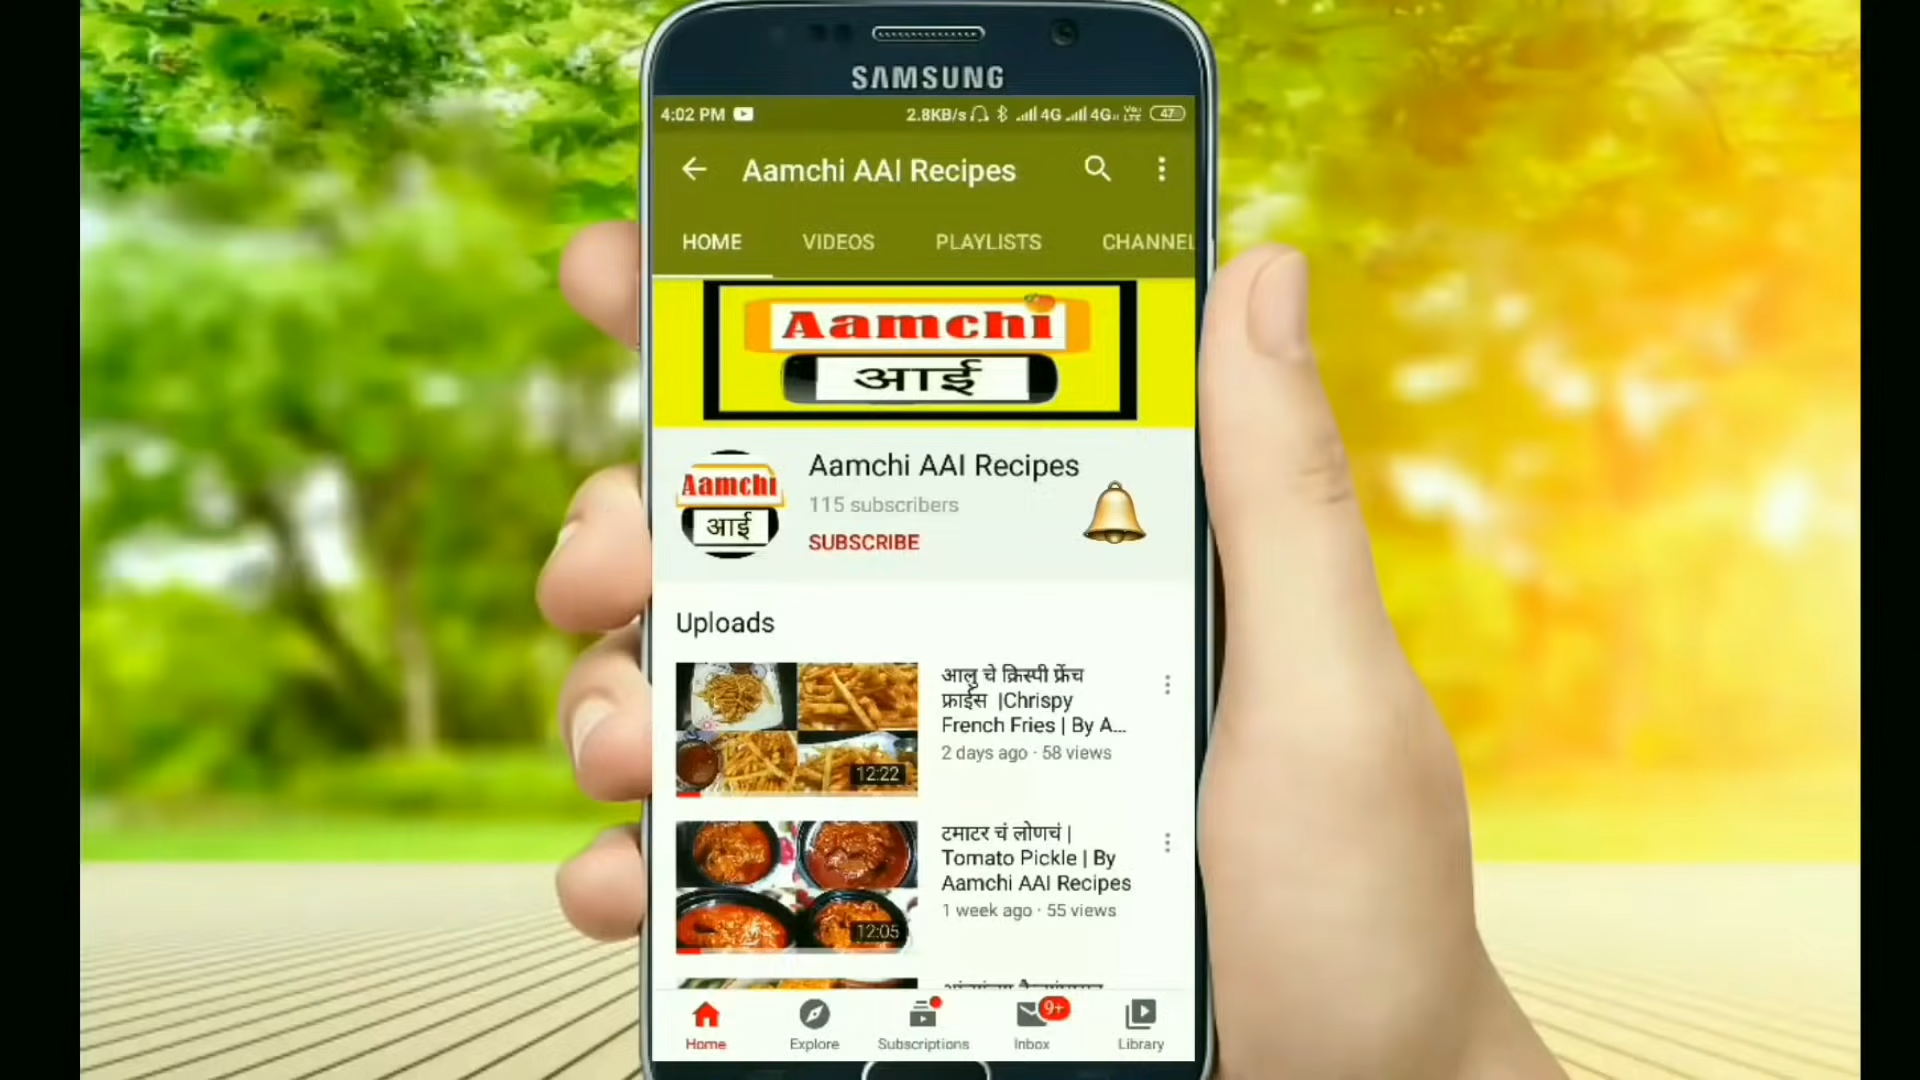 SAMSUNG
4:02 PM
2.8KB/s 4G 4G Vo LTE 47
Aamchi AAI Recipes
HOME VIDEOS PLAYLISTS CHANNEL
Aamchi
आई
Aamchi
आई
Aamchi AAI Recipes
115 subscribers
SUBSCRIBE
Uploads
आलु चे क्रिस्पी फ्रेंच
फ्राईस |Chrispy
French Fries | By A...
2 days ago · 58 views
12:22
टमाटर चं लोणचं |
Tomato Pickle | By
Aamchi AAI Recipes
1 week ago · 55 views
12:05
9+
Home Explore Subscriptions Inbox Library